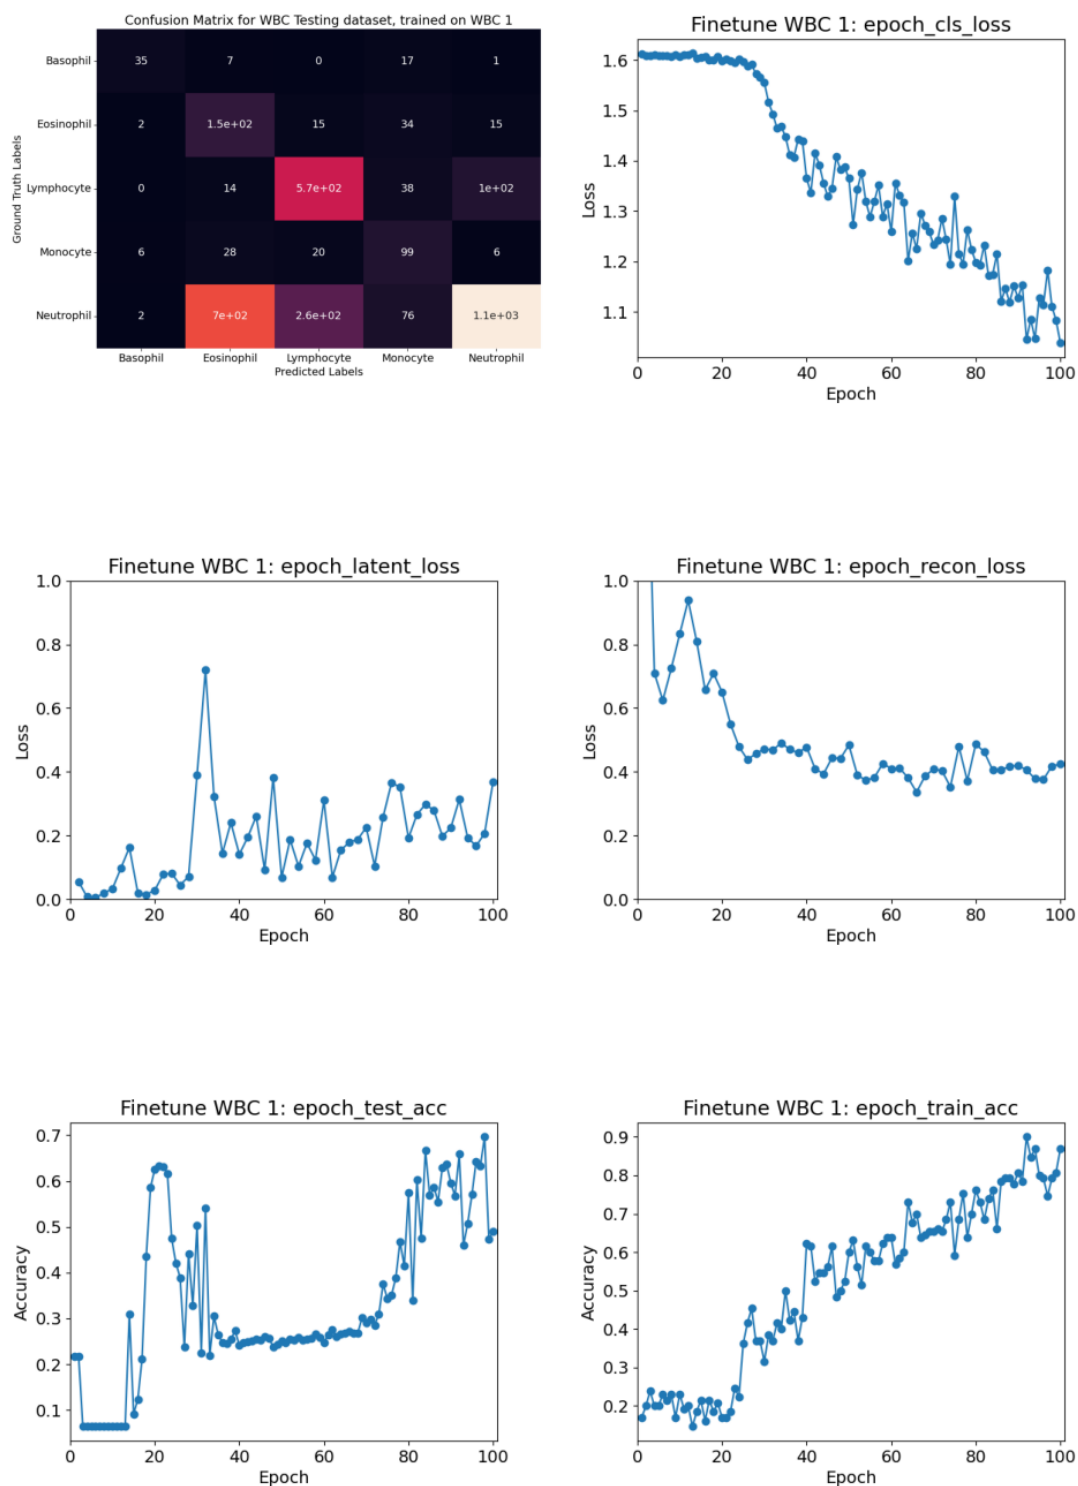 Confusion Matrix for WBC Testing dataset, trained on WBC 1
Ground Truth Labels
Basophil 35 7 0 17 1
Eosinophil 2 1.5e+02 15 34 15
Lymphocyte 0 14 5.7e+02 38 1e+02
Monocyte 6 28 20 99 6
Neutrophil 2 7e+02 2.6e+02 76 1.1e+03
Basophil Eosinophil Lymphocyte Monocyte Neutrophil
Predicted Labels
Finetune WBC 1: epoch_cls_loss
Loss
1.6
1.5
1.4
1.3
1.2
1.1
0 20 40 60 80 100
Epoch
Finetune WBC 1: epoch_latent_loss
Loss
1.0
0.8
0.6
0.4
0.2
0.0
0 20 40 60 80 100
Epoch
Finetune WBC 1: epoch_recon_loss
Loss
1.0
0.8
0.6
0.4
0.2
0.0
0 20 40 60 80 100
Epoch
Finetune WBC 1: epoch_test_acc
Accuracy
0.7
0.6
0.5
0.4
0.3
0.2
0.1
0 20 40 60 80 100
Epoch
Finetune WBC 1: epoch_train_acc
Accuracy
0.9
0.8
0.7
0.6
0.5
0.4
0.3
0.2
0 20 40 60 80 100
Epoch